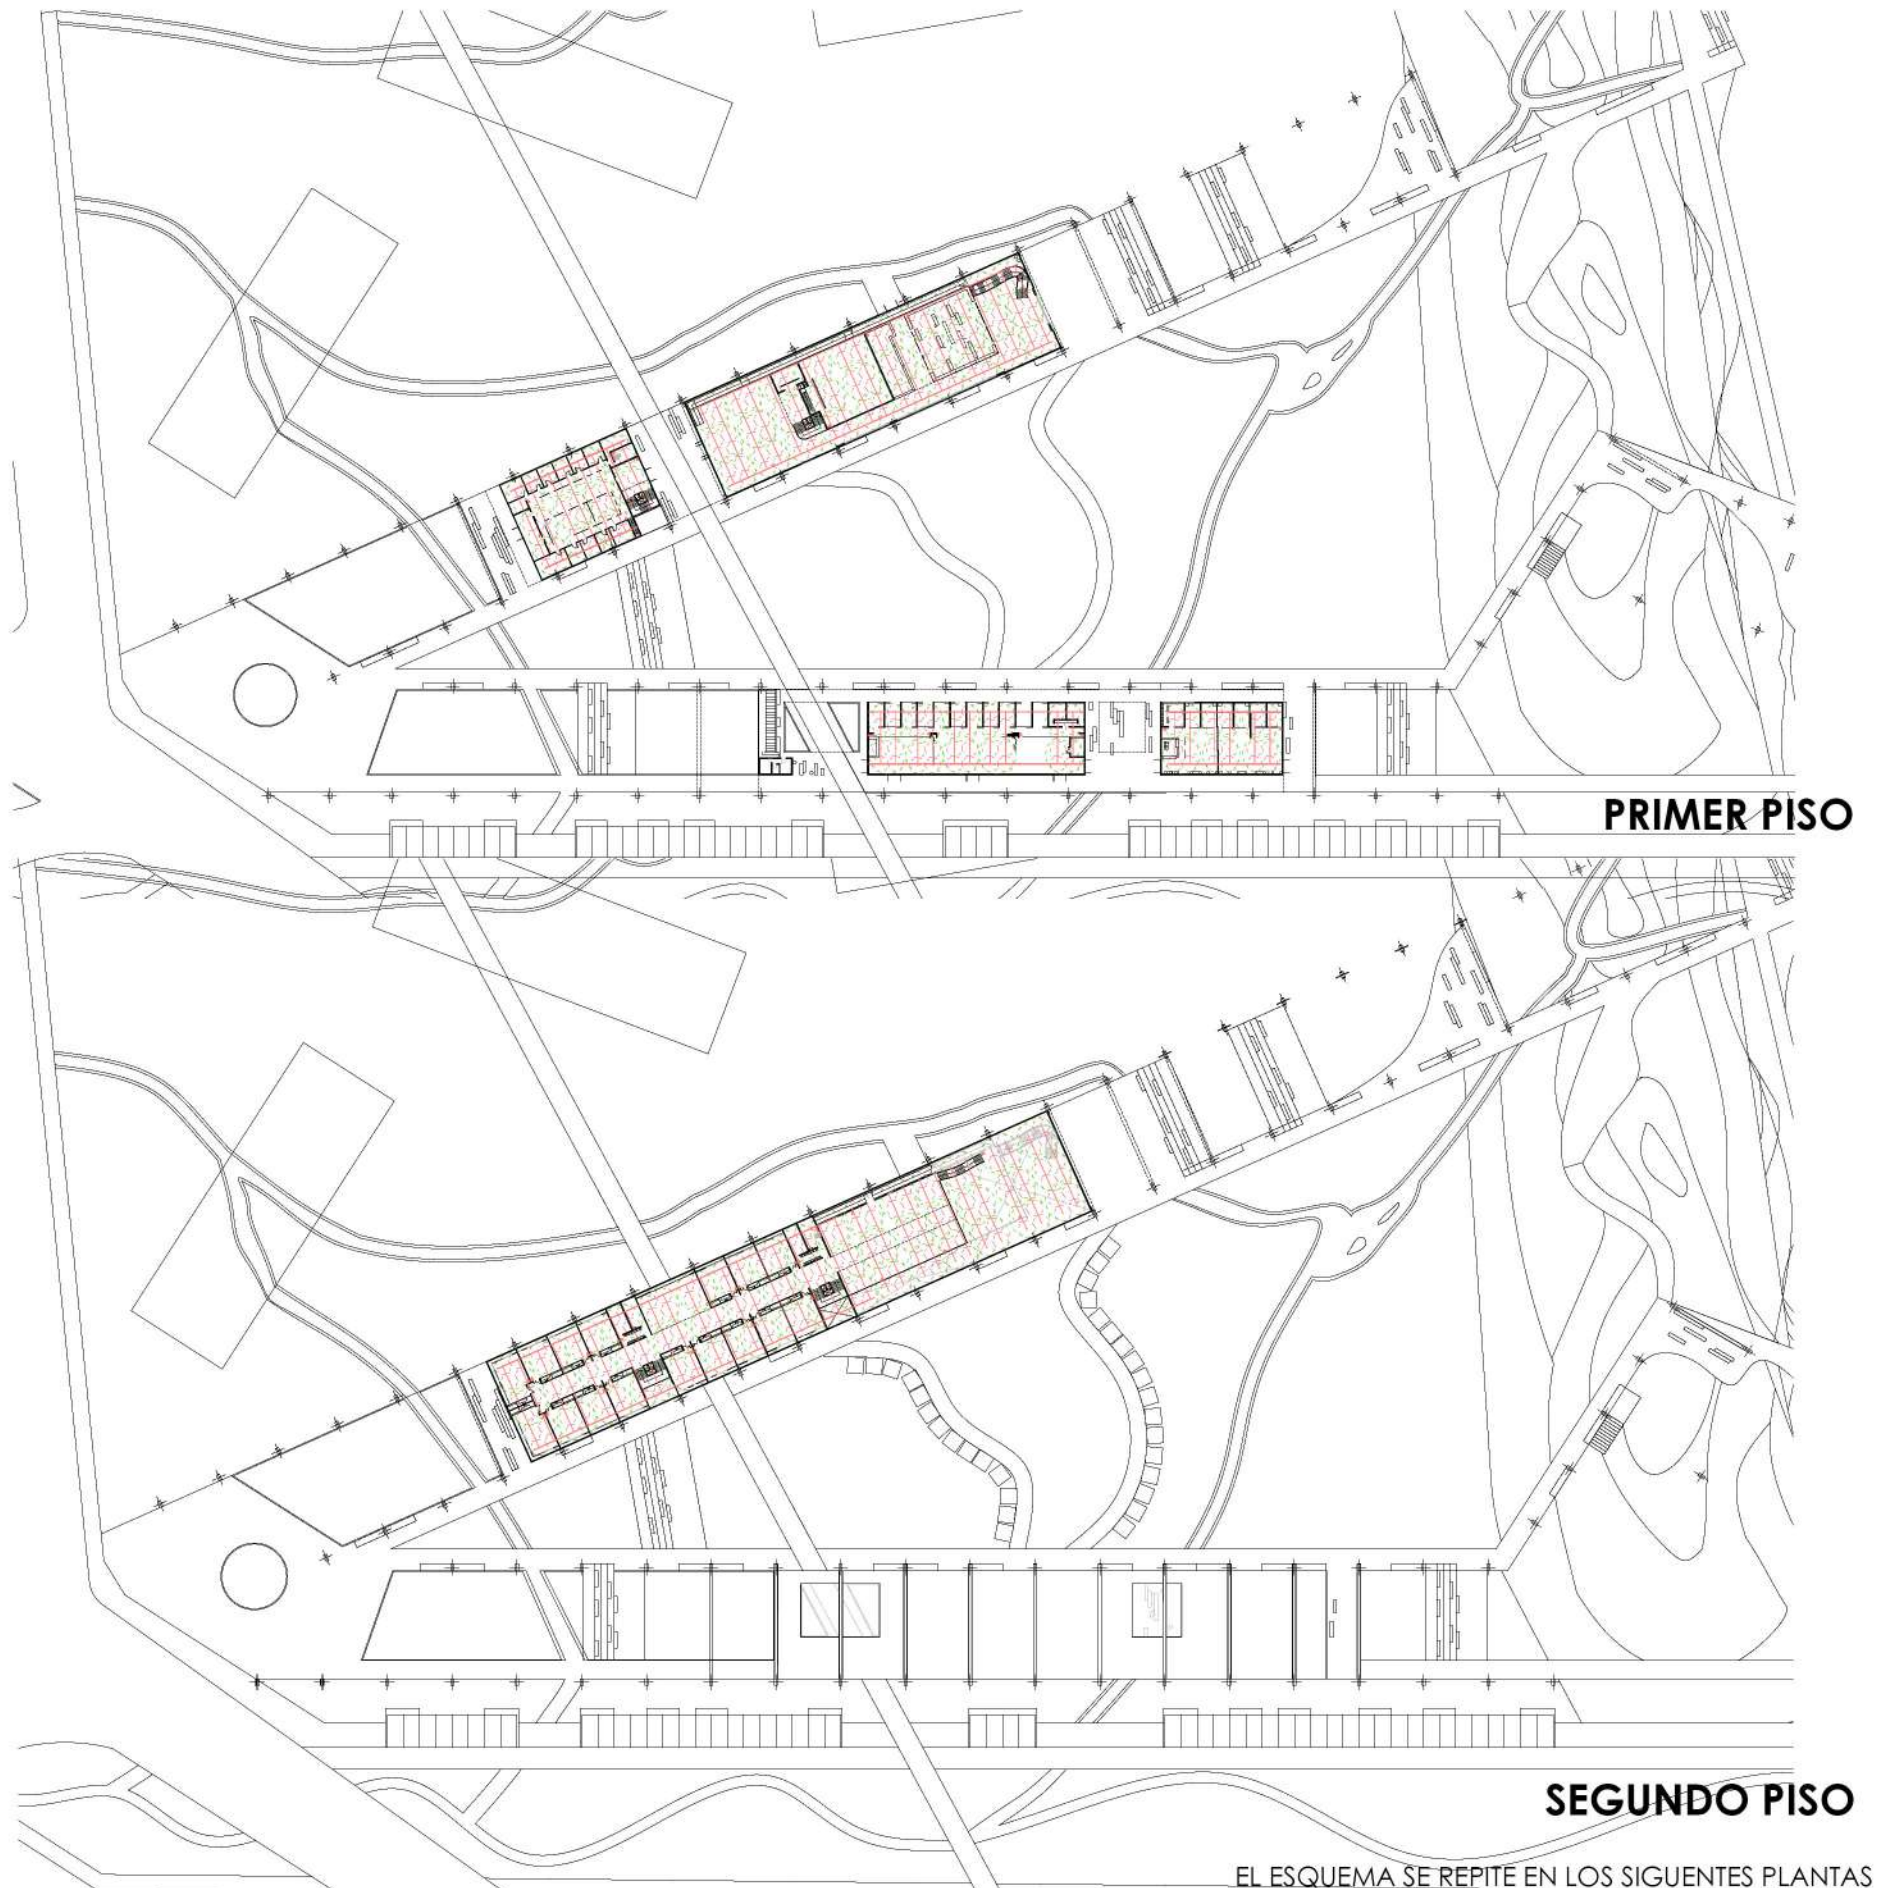 PRIMER PISO
SEGUNDO PISO
EL ESQUEMA SE REPITE EN LOS SIGUENTES PLANTAS